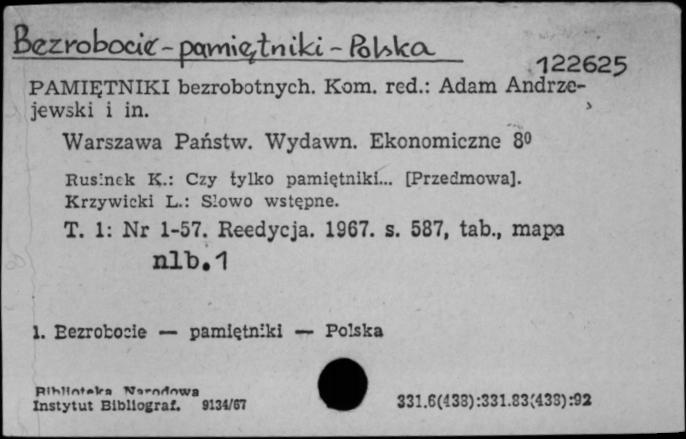 Bezrobocie - pamiętniki - Polska
122625
PAMIĘTNIKI bezrobotnych. Kom. red.: Adam Andrze-
jewski i in.
Warszawa Państw. Wydawn. Ekonomiczne 8º
Rusinek K.: Czy tylko pamiętniki... [Przedmowa].
Krzywicki L.: Słowo wstępne.
T. 1: Nr 1-57. Reedycja. 1967. s. 587, tab., mapa
nlb.1
1. Bezrobocie — pamiętniki — Polska
Biblioteka Narodowa
Instytut Bibliograf. 9134/67
331.6(438):331.83(438):92